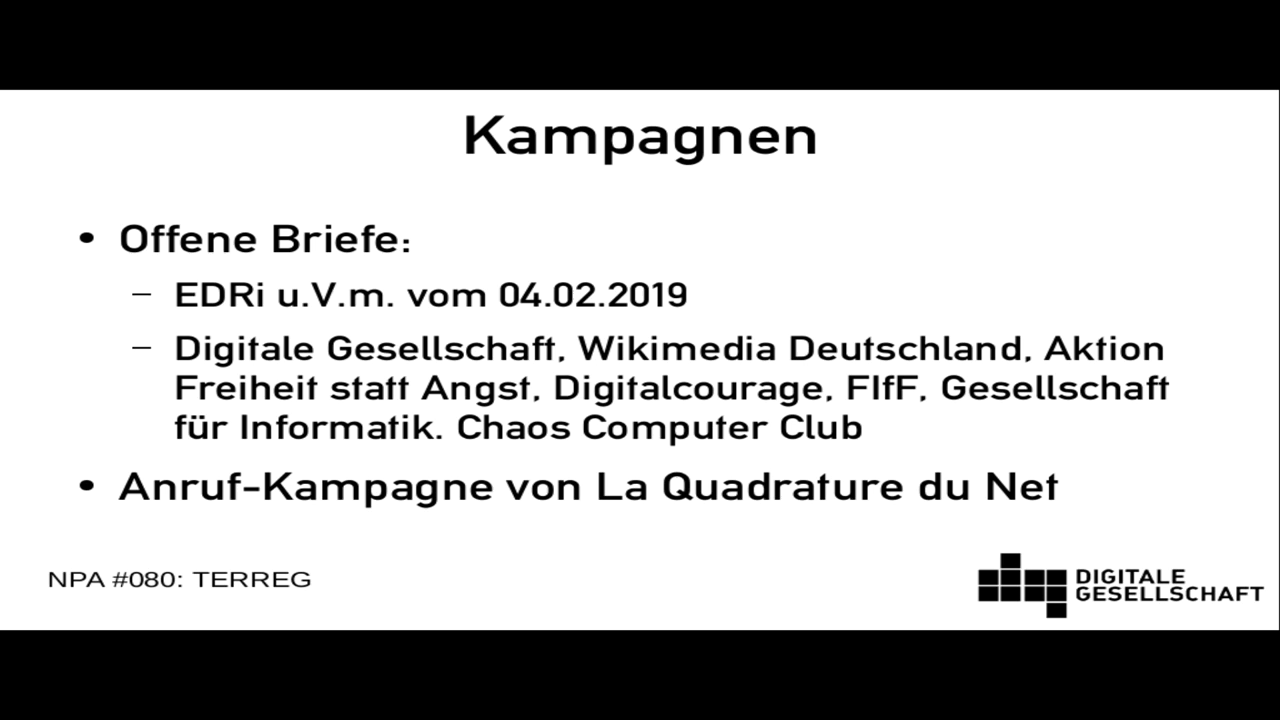 Kampagnen
• Offene Briefe:
– EDRi u.V.m. vom 04.02.2019
– Digitale Gesellschaft, Wikimedia Deutschland, Aktion
Freiheit statt Angst, Digitalcourage, FIfF, Gesellschaft
für Informatik. Chaos Computer Club
• Anruf-Kampagne von La Quadrature du Net
NPA #080: TERREG
DIGITALE
GESELLSCHAFT